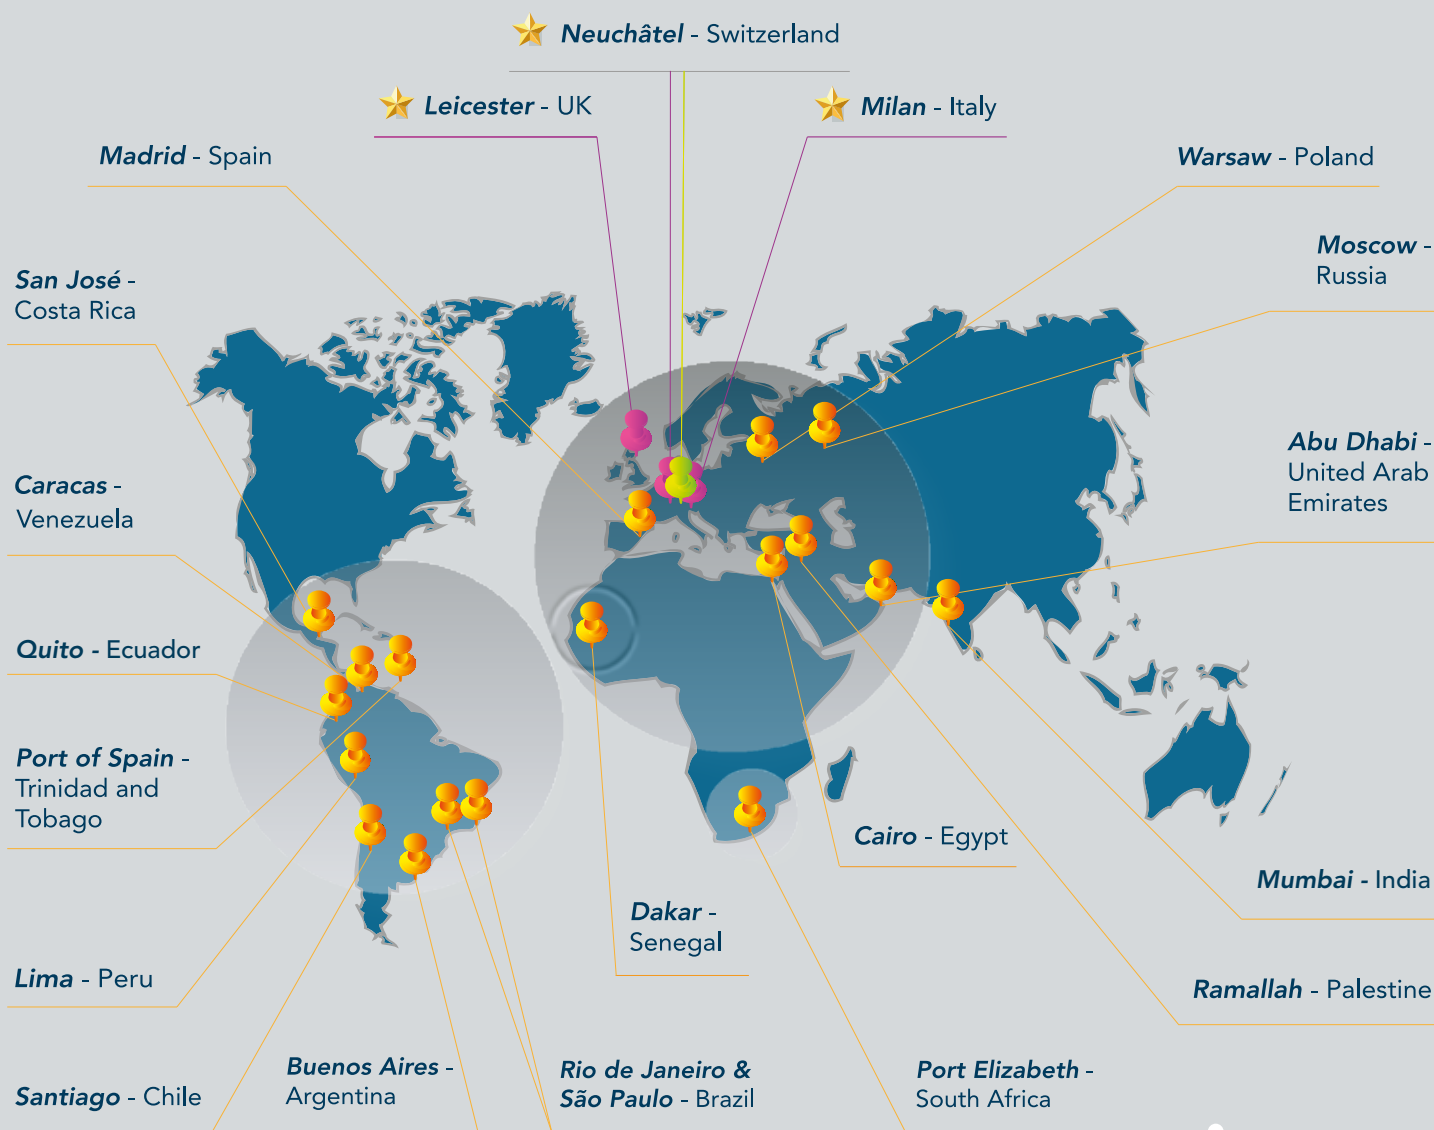 Neuchâtel - Switzerland
Leicester - UK
Milan - Italy
Madrid - Spain
Warsaw - Poland
Moscow -
Russia
San José -
Costa Rica
Abu Dhabi -
United Arab
Emirates
Caracas -
Venezuela
Quito - Ecuador
Port of Spain -
Trinidad and
Tobago
Cairo - Egypt
Mumbai - India
Dakar -
Senegal
Lima - Peru
Ramallah - Palestine
Buenos Aires -
Argentina
Rio de Janeiro &
São Paulo - Brazil
Port Elizabeth -
South Africa
Santiago - Chile